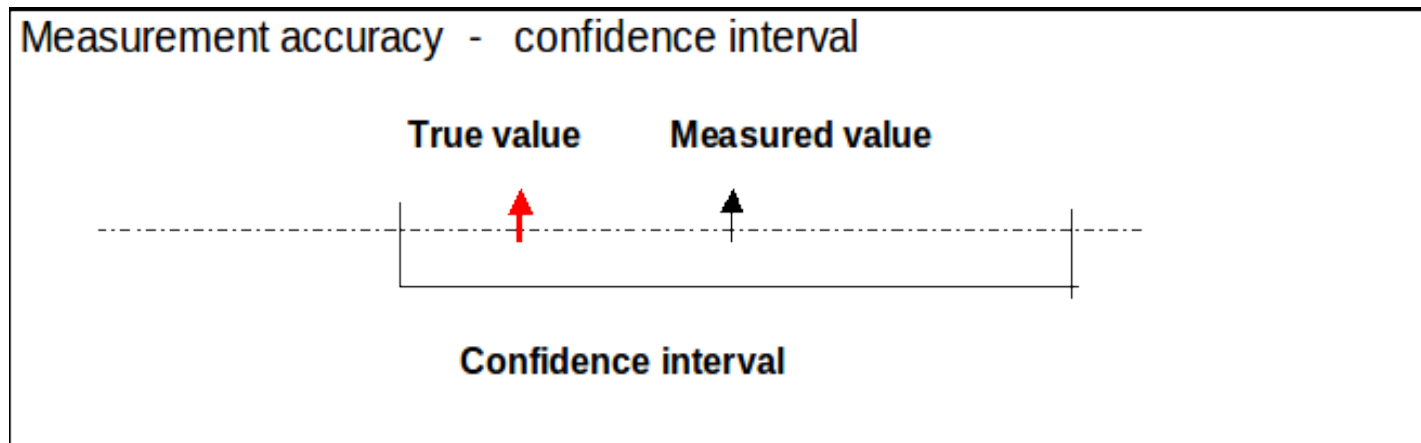 Measurement accuracy - confidence interval
True value Measured value
Confidence interval